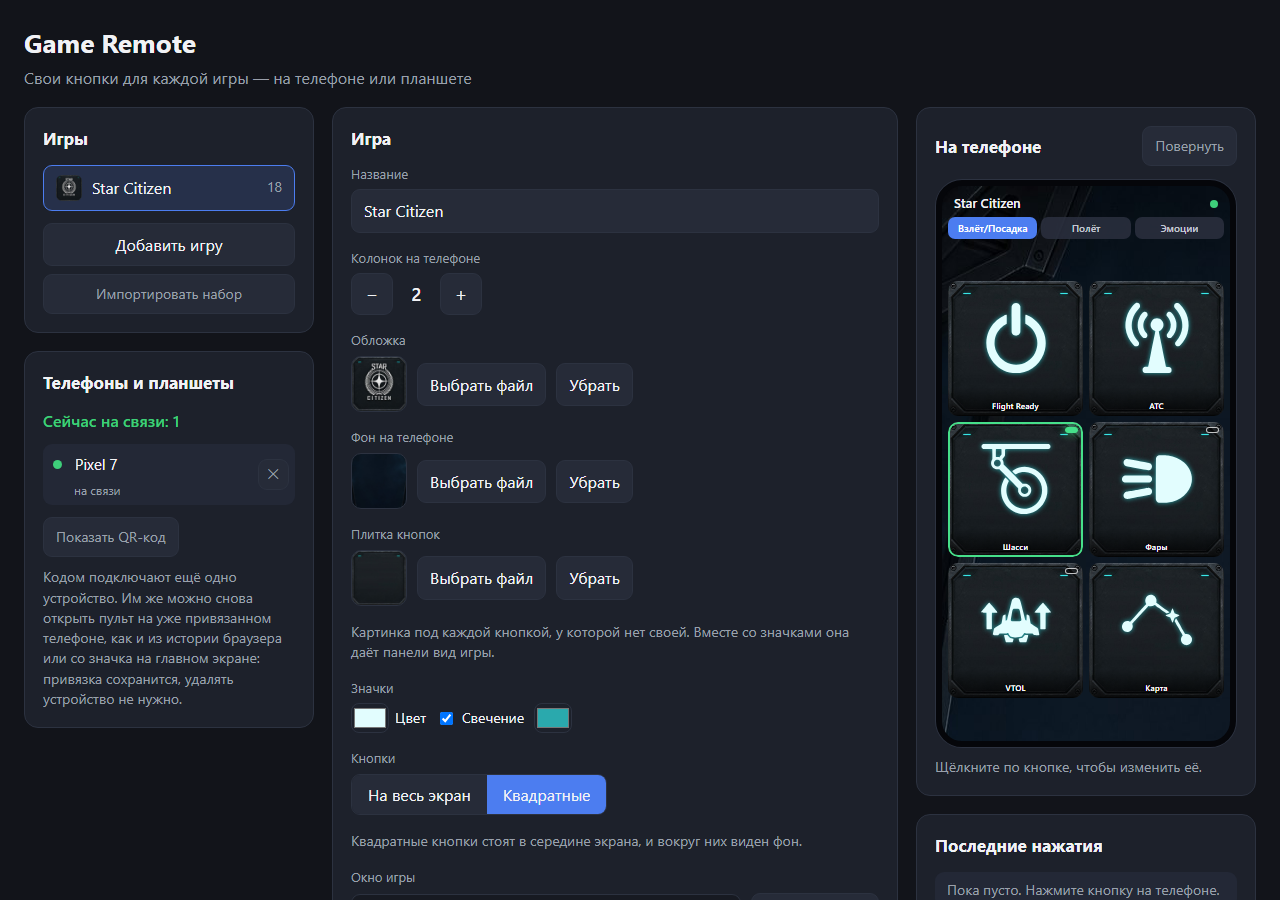 Game Remote
Свои кнопки для каждой игры — на телефоне или планшете
Игры
Star Citizen
18
Добавить игру
Импортировать набор
Телефоны и планшеты
Сейчас на связи: 1
Pixel 7
на связи
Показать QR-код
Кодом подключают ещё одно
устройство. Им же можно снова
открыть пульт на уже привязанном
телефоне, как и из истории браузера
или со значка на главном экране:
привязка сохранится, удалять
устройство не нужно.
Игра
Название
Star Citizen
Колонок на телефоне
− 2 +
Обложка
STAR
CITIZEN
Выбрать файл
Убрать
Фон на телефоне
Выбрать файл
Убрать
Плитка кнопок
Выбрать файл
Убрать
Картинка под каждой кнопкой, у которой нет своей. Вместо со значками она
даёт панели вид игры.
Значки
Цвет
Свечение
Кнопки
На весь экран
Квадратные
Квадратные кнопки стоят в середине экрана, и вокруг них виден фон.
Окно игры
На телефоне
Повернуть
Star Citizen
Взлёт/Посадка
Полёт
Эмоции
Flight Ready
ATC
Шасси
Фары
VTOL
Карта
Щёлкните по кнопке, чтобы изменить её.
Последние нажатия
Пока пусто. Нажмите кнопку на телефоне.